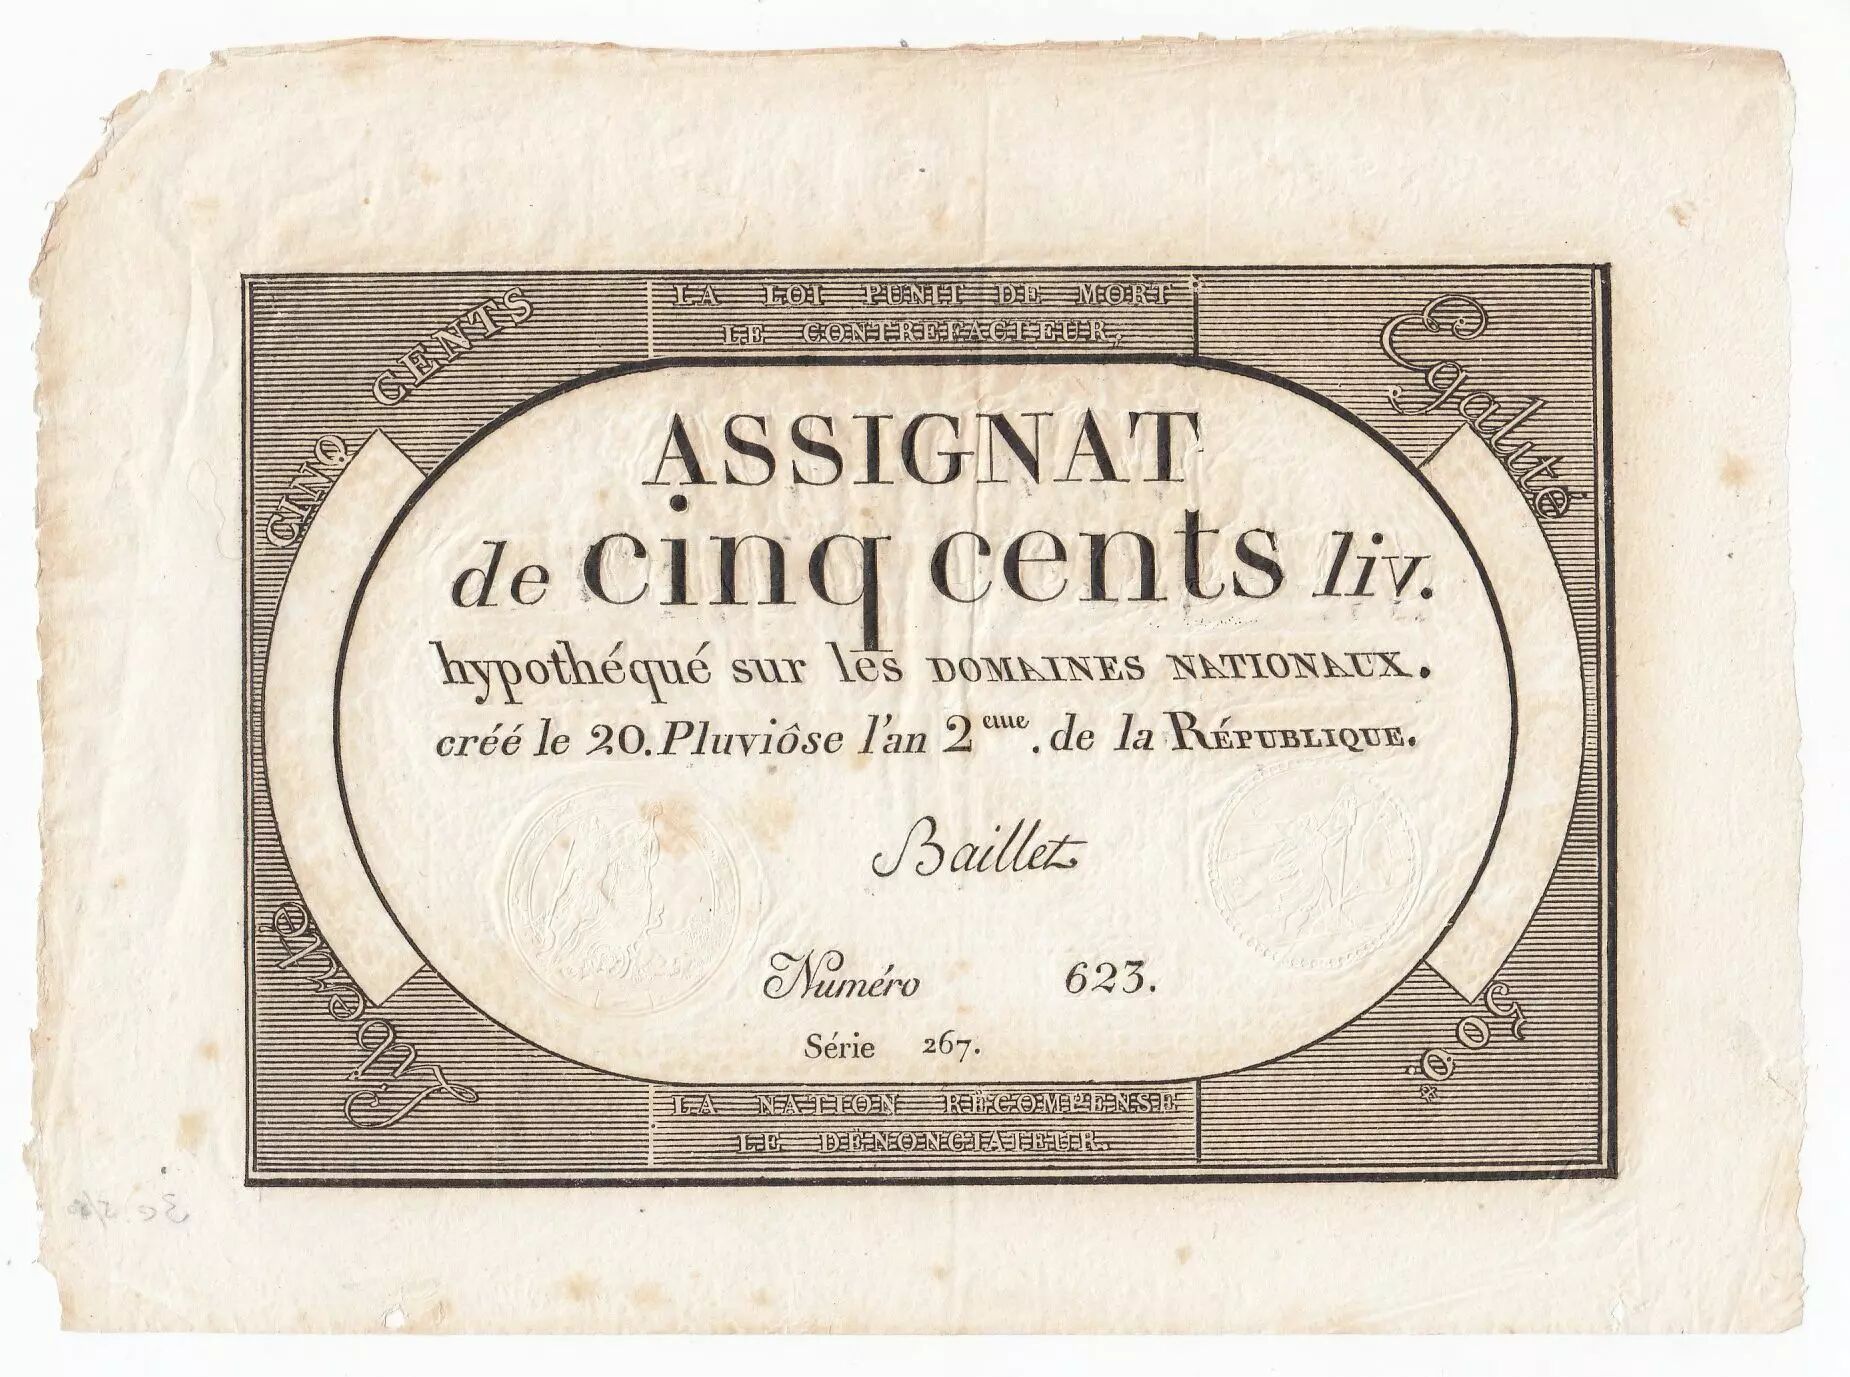 LA LOI PUNIT DE MORT
LE CONTREFACTEUR,
CINQ CENTS
Egalité
ASSIGNAT
de cinq cents liv.
hypothéqué sur les DOMAINES NATIONAUX.
créé le 20. Pluviôse l'an 2eme. de la RÉPUBLIQUE.
Baillet
Numéro 623.
Série 267.
Liberté
500.
LA NATION RÉCOMPENSE
LE DÉNONCIATEUR.